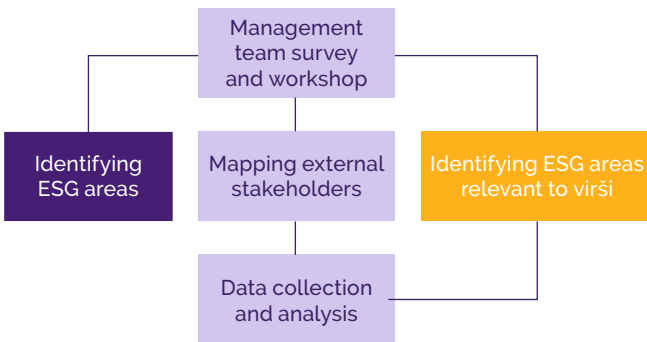 Management
team survey
and workshop
Identifying
ESG areas
Mapping external
stakeholders
Identifying ESG areas
relevant to virši
Data collection
and analysis